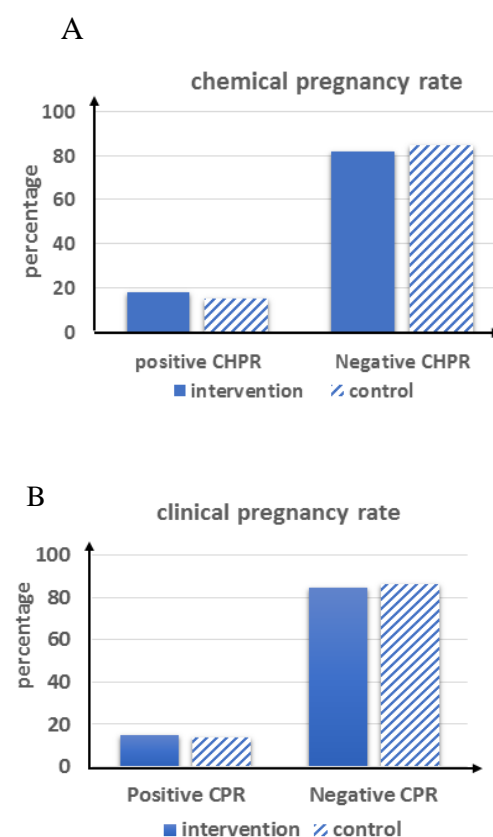 A
chemical pregnancy rate
percentage
100
80
60
40
20
0
positive CHPR Negative CHPR
intervention control
B
clinical pregnancy rate
percentage
100
80
60
40
20
0
Positive CPR Negative CPR
intervention control